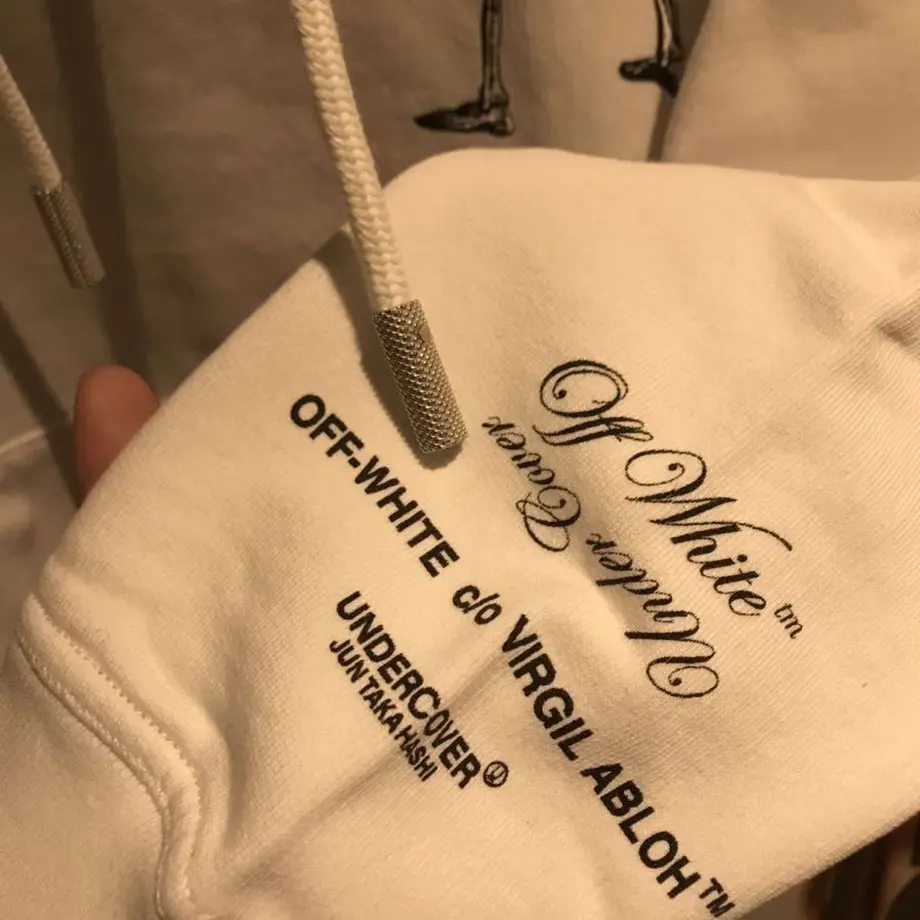 Off White™
Under Cover
OFF-WHITE c/o VIRGIL ABLOH™
UNDERCOVER®
JUN TAKAHASHI